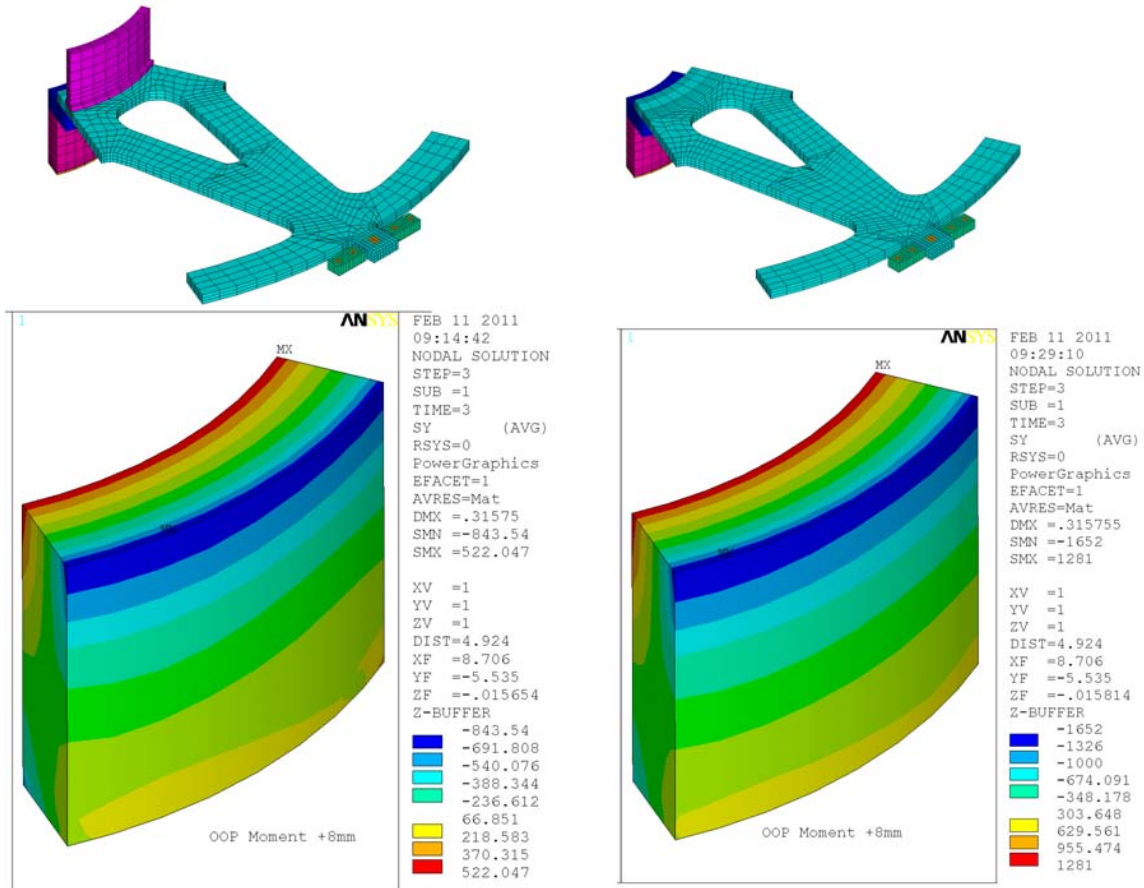 1
ANSYS
FEB 11 2011
09:14:42
NODAL SOLUTION
STEP=3
SUB =1
TIME=3
SY (AVG)
RSYS=0
PowerGraphics
EFACET=1
AVRES=Mat
DMX =.31575
SMN =-843.54
SMX =522.047
XV =1
YV =1
ZV =1
DIST=4.924
XF =8.706
YF =-5.535
ZF =-.015654
Z-BUFFER
-843.54
-691.808
-540.076
-388.344
-236.612
66.851
218.583
370.315
522.047
MX
MN
OOP Moment +8mm
1
ANSYS
FEB 11 2011
09:29:10
NODAL SOLUTION
STEP=3
SUB =1
TIME=3
SY (AVG)
RSYS=0
PowerGraphics
EFACET=1
AVRES=Mat
DMX =.315755
SMN =-1652
SMX =1281
XV =1
YV =1
ZV =1
DIST=4.924
XF =8.706
YF =-5.535
ZF =-.015814
Z-BUFFER
-1652
-1326
-1000
-674.091
-348.178
303.648
629.561
955.474
1281
MX
MN
OOP Moment +8mm